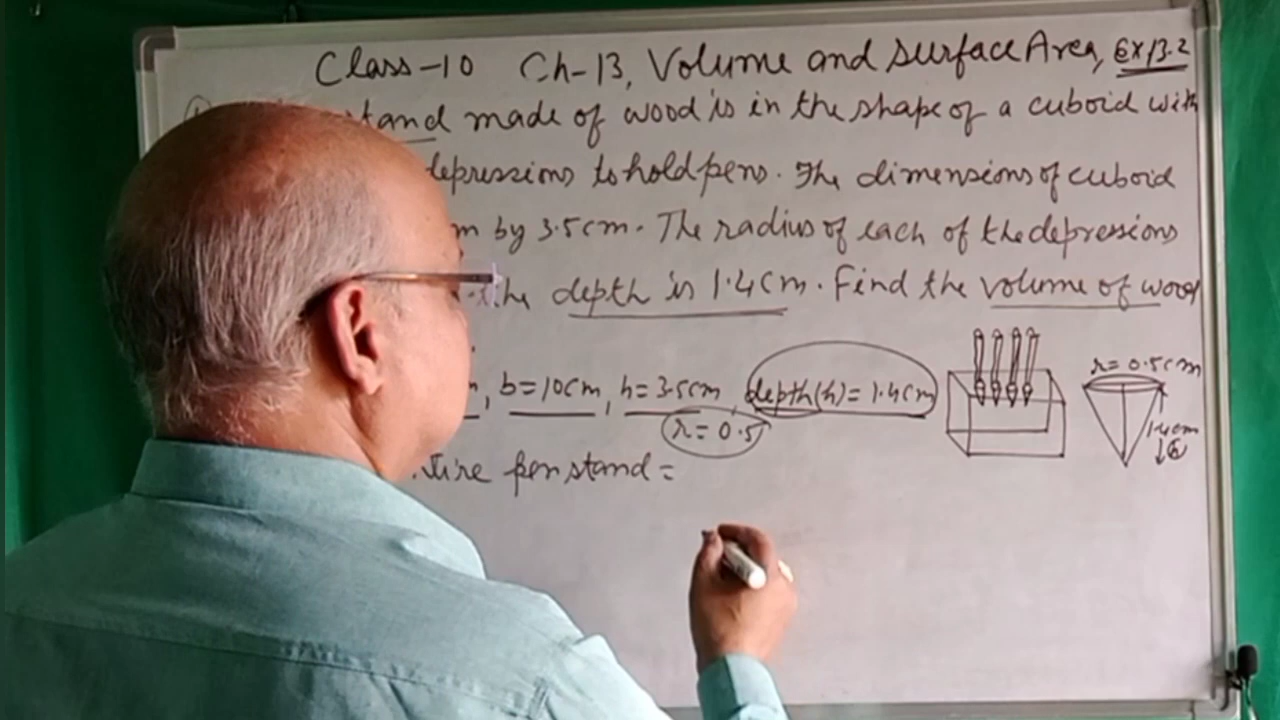 Class-10 Ch-13, Volume and Surface Area, Ex 13.2
tand made of wood is in the shape of a cuboid with
depressions to hold pens. The dimensions of cuboid
m by 3.5cm. The radius of each of the depressions
the depth is 1.4cm. Find the volume of wood
, b=10cm, h=3.5cm, depth(h)=1.4cm
r=0.5
r=0.5cm
1.4cm
tire pen stand=